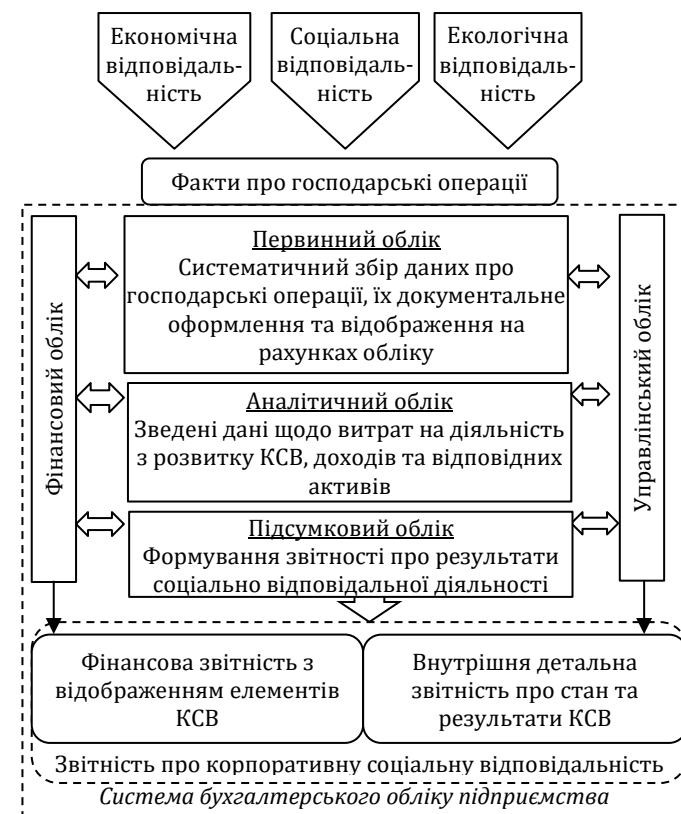 Економічна
відповідаль-
ність
Соціальна
відповідаль-
ність
Екологічна
відповідаль-
ність
Факти про господарські операції
Фінансовий облік
Первинний облік
Систематичний збір даних про
господарські операції, їх документальне
оформлення та відображення на
рахунках обліку
Аналітичний облік
Зведені дані щодо витрат на діяльність
з розвитку КСВ, доходів та відповідних
активів
Підсумковий облік
Формування звітності про результати
соціально відповідальної діяльності
Управлінський облік
Фінансова звітність з
відображенням елементів
КСВ
Внутрішня детальна
звітність про стан та
результати КСВ
Звітність про корпоративну соціальну відповідальність
Система бухгалтерського обліку підприємства